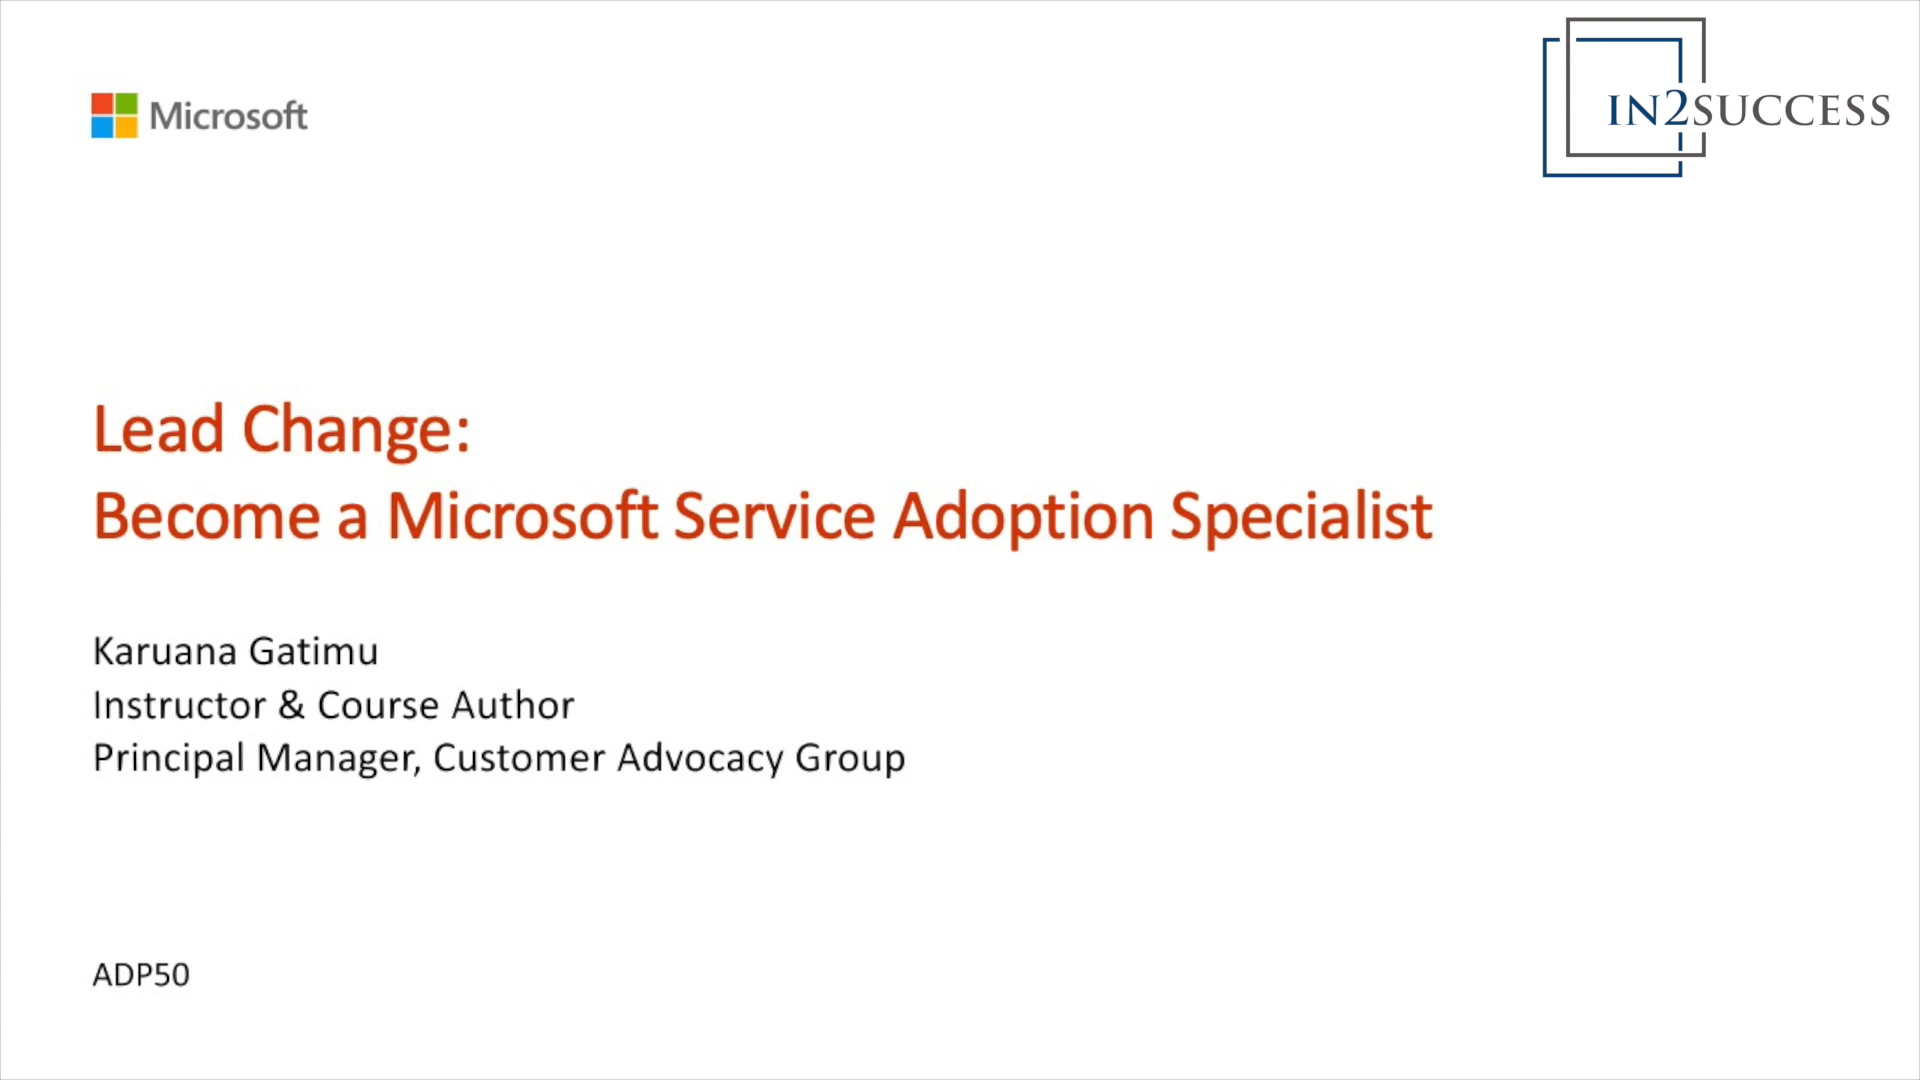 Microsoft
IN2SUCCESS
Lead Change:
Become a Microsoft Service Adoption Specialist
Karuana Gatimu
Instructor & Course Author
Principal Manager, Customer Advocacy Group
ADP50